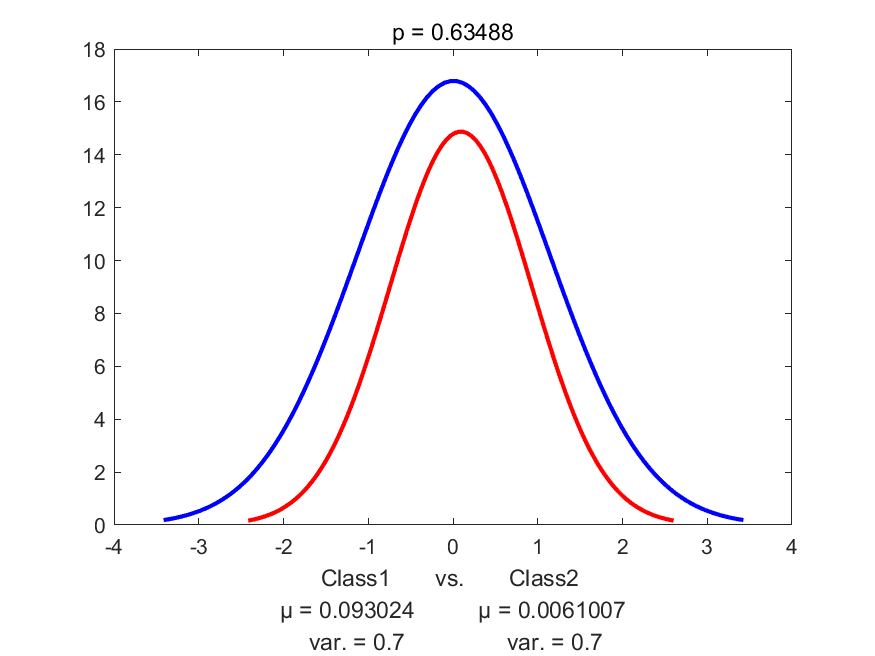 p = 0.63488
18
16
14
12
10
8
6
4
2
0
-4 -3 -2 -1 0 1 2 3 4
Class1 vs. Class2
μ = 0.093024 μ = 0.0061007
var. = 0.7 var. = 0.7